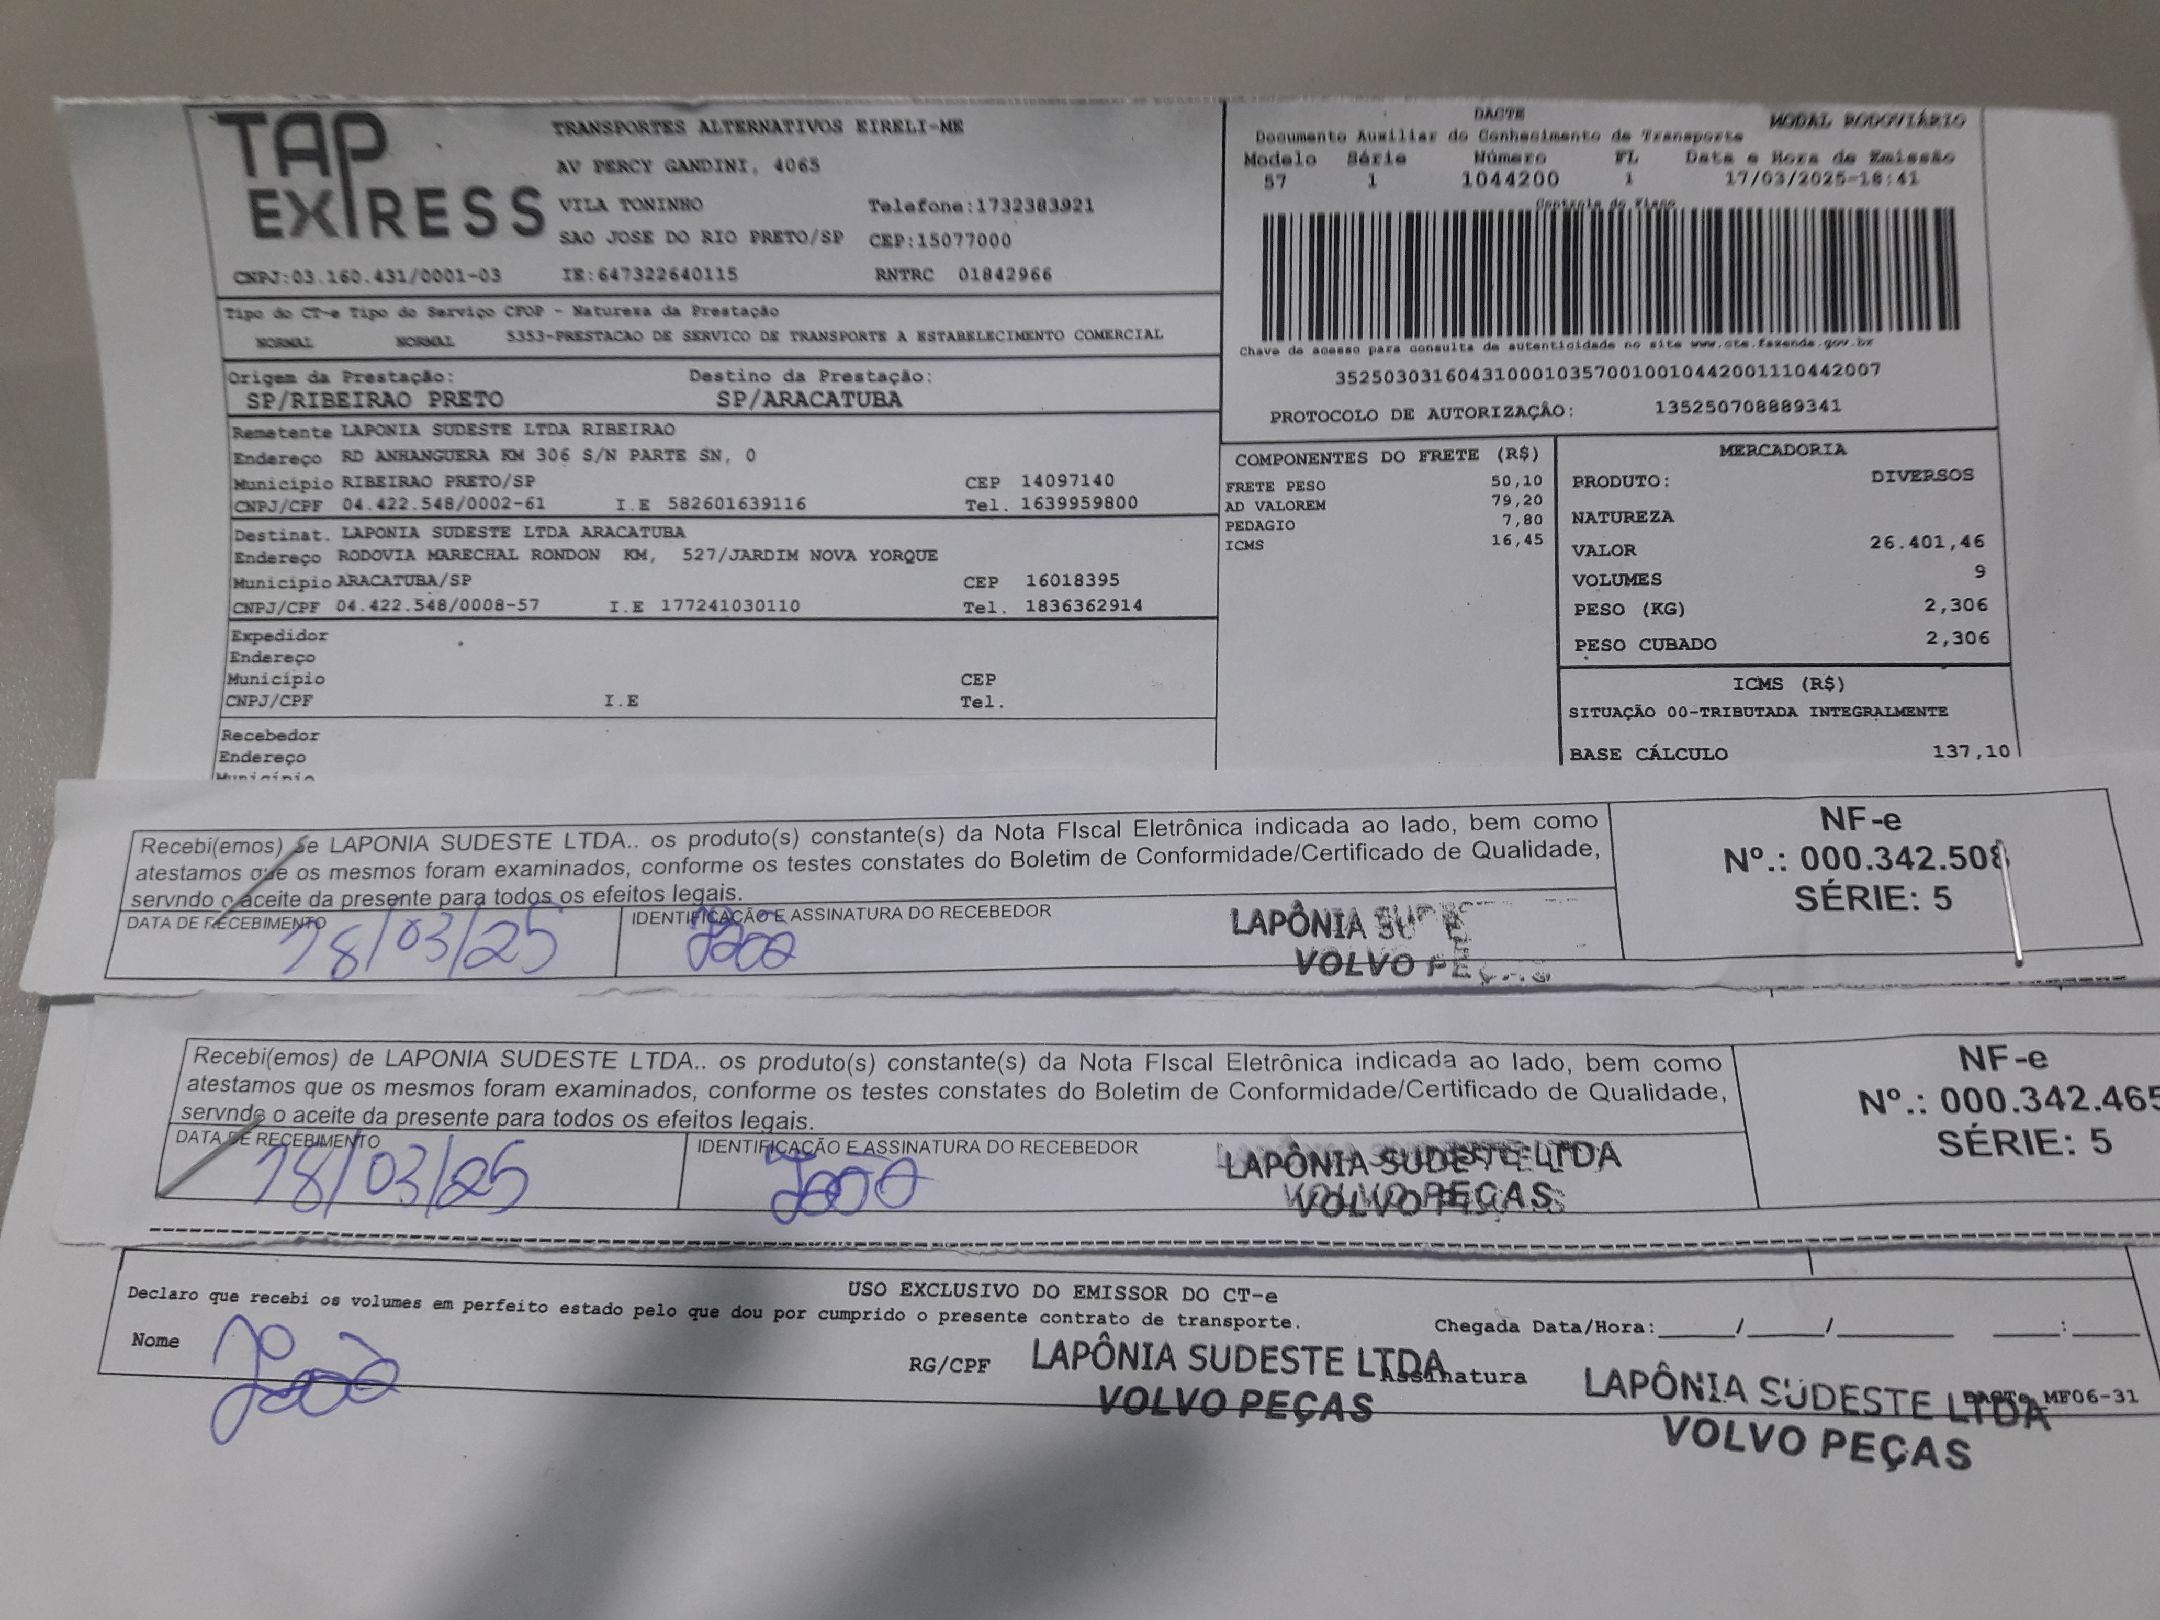 TAP EXPRESS
TRANSPORTES ALTERNATIVOS EIRELI-ME
AV PERCY GANDINI, 4065
VILA TONINHO Telefone:1732383921
SAO JOSE DO RIO PRETO/SP CEP:15077000
CNPJ:03.160.431/0001-03 IE:647322640115 RNTRC 01842966
DACTE MODAL RODOVIÁRIO
Documento Auxiliar do Conhecimento de Transporte
Modelo Série Número FL Data e Hora de Emissão
57 1 1044200 1 17/03/2025-18:41
Controle do Fisco
Chave de acesso para consulta de autenticidade no site www.cte.fazenda.gov.br
35250303160431000103570010010442001110442007
PROTOCOLO DE AUTORIZAÇÃO: 135250708889341
Tipo do CT-e Tipo do Serviço CFOP - Natureza da Prestação
NORMAL NORMAL 5353-PRESTACAO DE SERVICO DE TRANSPORTE A ESTABELECIMENTO COMERCIAL
Origem da Prestação: Destino da Prestação:
SP/RIBEIRAO PRETO SP/ARACATUBA
Remetente LAPONIA SUDESTE LTDA RIBEIRAO
Endereço RD ANHANGUERA KM 306 S/N PARTE SN, 0
Município RIBEIRAO PRETO/SP CEP 14097140
CNPJ/CPF 04.422.548/0002-61 I.E 582601639116 Tel. 1639959800
Destinat. LAPONIA SUDESTE LTDA ARACATUBA
Endereço RODOVIA MARECHAL RONDON KM, 527/JARDIM NOVA YORQUE
Município ARACATUBA/SP CEP 16018395
CNPJ/CPF 04.422.548/0008-57 I.E 177241030110 Tel. 1836362914
Expedidor
Endereço
Município CEP
CNPJ/CPF I.E Tel.
Recebedor
Endereço
Município
COMPONENTES DO FRETE (R$)
FRETE PESO 50,10
AD VALOREM 79,20
PEDAGIO 7,80
ICMS 16,45
MERCADORIA
PRODUTO: DIVERSOS
NATUREZA
VALOR 26.401,46
VOLUMES 9
PESO (KG) 2,306
PESO CUBADO 2,306
ICMS (R$)
SITUAÇÃO 00-TRIBUTADA INTEGRALMENTE
BASE CÁLCULO 137,10
Recebi(emos) de LAPONIA SUDESTE LTDA.. os produto(s) constante(s) da Nota FIscal Eletrônica indicada ao lado, bem como
atestamos que os mesmos foram examinados, conforme os testes constates do Boletim de Conformidade/Certificado de Qualidade,
servndo o aceite da presente para todos os efeitos legais.
DATA DE RECEBIMENTO IDENTIFICAÇÃO E ASSINATURA DO RECEBEDOR
18/03/25 João
LAPÔNIA SUDE
VOLVO PEÇAS
NF-e
Nº.: 000.342.508
SÉRIE: 5
Recebi(emos) de LAPONIA SUDESTE LTDA.. os produto(s) constante(s) da Nota FIscal Eletrônica indicada ao lado, bem como
atestamos que os mesmos foram examinados, conforme os testes constates do Boletim de Conformidade/Certificado de Qualidade,
servndo o aceite da presente para todos os efeitos legais.
DATA DE RECEBIMENTO IDENTIFICAÇÃO E ASSINATURA DO RECEBEDOR
18/03/25 João
LAPÔNIA SUDESTE LTDA
VOLVO PEÇAS
NF-e
Nº.: 000.342.465
SÉRIE: 5
USO EXCLUSIVO DO EMISSOR DO CT-e
Declaro que recebi os volumes em perfeito estado pelo que dou por cumprido o presente contrato de transporte. Chegada Data/Hora:_____/_____/_______ ____:____
Nome João RG/CPF Assinatura
LAPÔNIA SUDESTE LTDA
VOLVO PEÇAS
LAPÔNIA SUDESTE LTDA
VOLVO PEÇAS
MF06-31